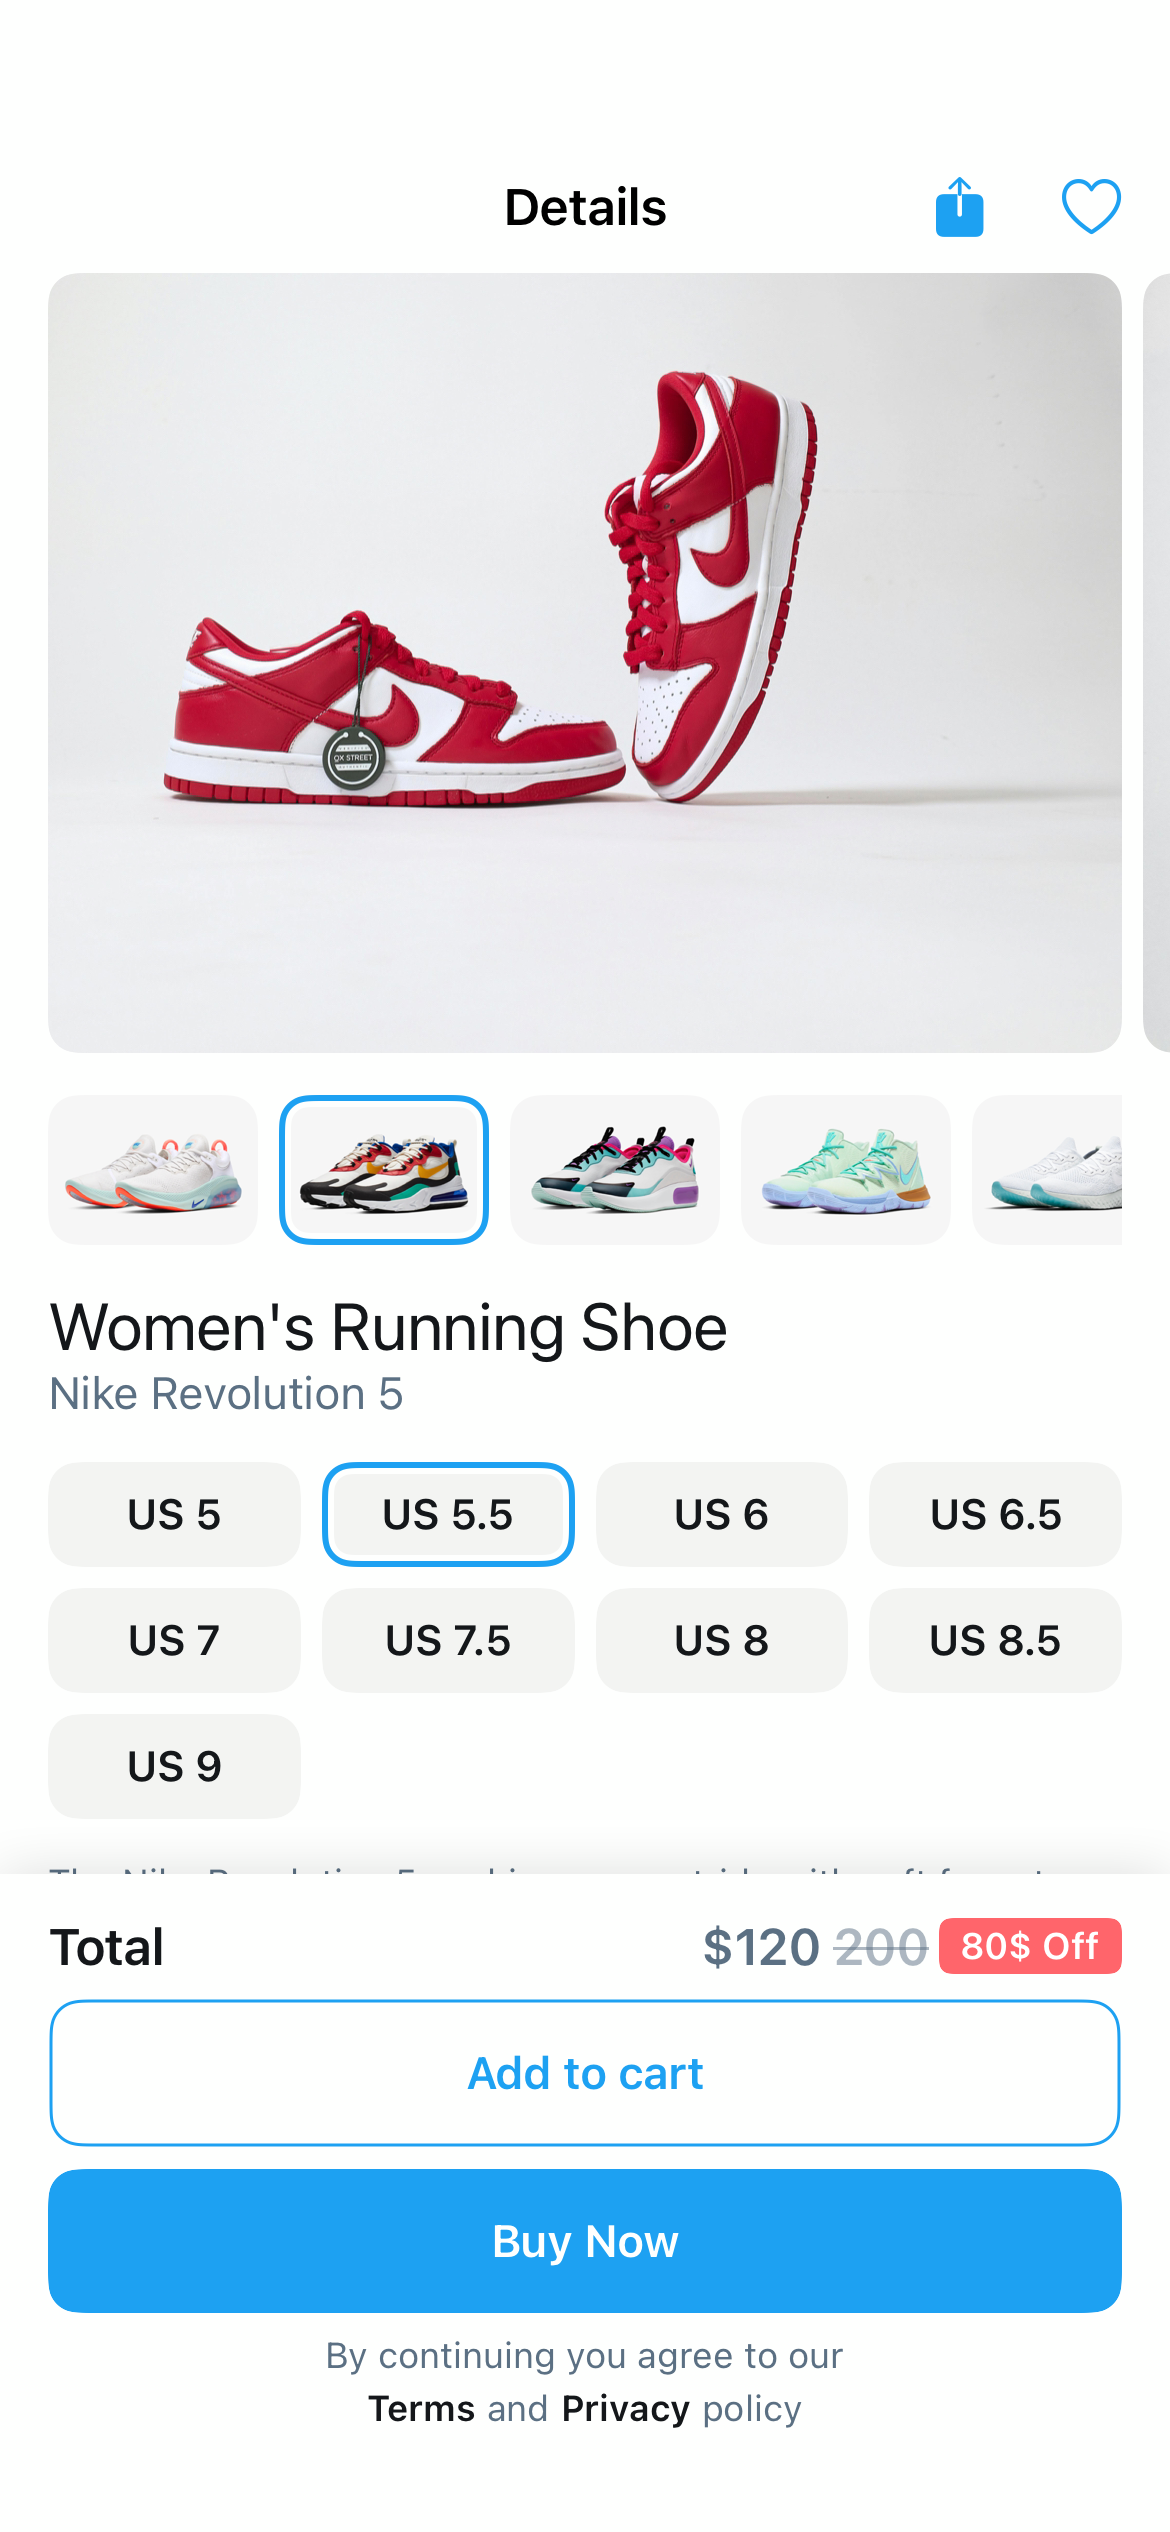 Details
QX STREET
Women's Running Shoe
Nike Revolution 5
US 5 US 5.5 US 6 US 6.5
US 7 US 7.5 US 8 US 8.5
US 9
Total $120 200 80$ Off
Add to cart
Buy Now
By continuing you agree to our
Terms and Privacy policy